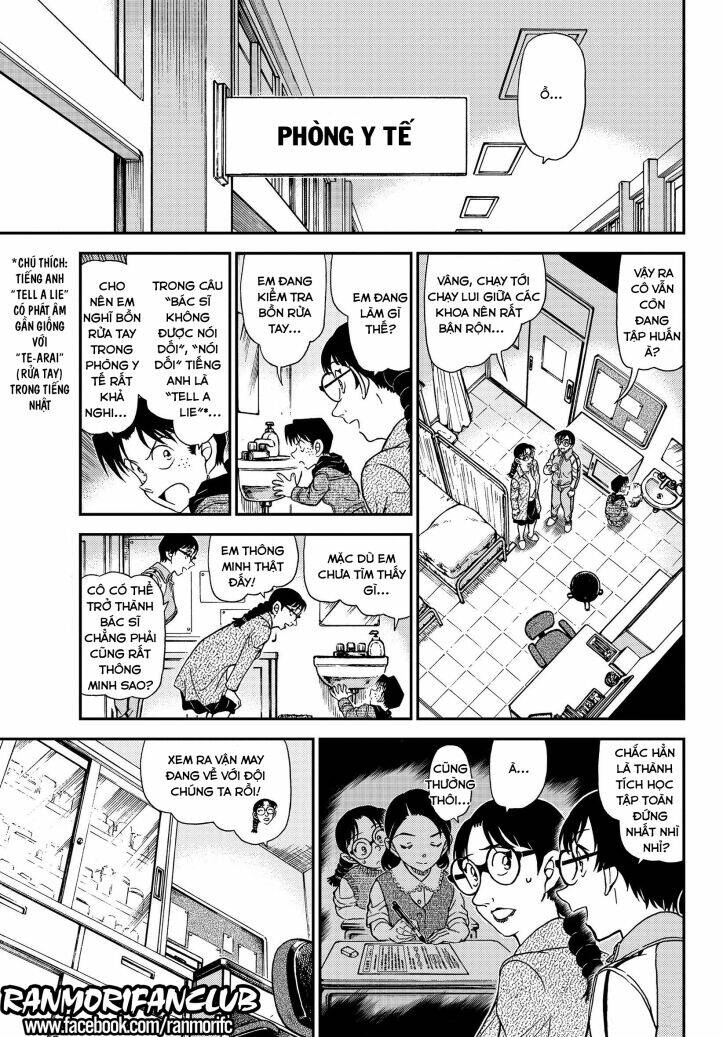 Ồ...
PHÒNG Y TẾ
VẬY RA
CÔ VẪN
CÒN
ĐANG
TẬP HUẤN
À?
VÂNG, CHẠY TỚI
CHẠY LUI GIỮA CÁC
KHOA NÊN RẤT
BẬN RỘN...
EM ĐANG
LÀM GÌ
THẾ?
EM ĐANG
KIỂM TRA
BỒN RỬA
TAY...
TRONG CÂU
"BÁC SĨ
KHÔNG
ĐƯỢC NÓI
DỐI", "NÓI
DỐI" TIẾNG
ANH LÀ
"TELL A
LIE"*...
CHO
NÊN EM
NGHĨ BỒN
RỬA TAY
TRONG
PHÒNG Y
TẾ RẤT
KHẢ
NGHI...
*CHÚ THÍCH:
TIẾNG ANH
"TELL A LIE"
CÓ PHÁT ÂM
GẦN GIỐNG
VỚI
"TE-ARAI"
(RỬA TAY)
TRONG TIẾNG
NHẬT
MẶC DÙ EM
CHƯA TÌM THẤY
GÌ...
EM THÔNG
MINH THẬT
ĐẤY!
CÔ CÓ THỂ
TRỞ THÀNH
BÁC SĨ
CHẲNG PHẢI
CŨNG RẤT
THÔNG
MINH SAO?
CHẮC HẲN
LÀ THÀNH
TÍCH HỌC
TẬP TOÀN
ĐỨNG
NHẤT NHỈ
NHỈ?
À...
CŨNG
THƯỜNG
THÔI...
XEM RA VẬN MAY
ĐANG VỀ VỚI ĐỘI
CHÚNG TA RỒI!
RANMORIFANCLUB
www.facebook.com/ranmorifc